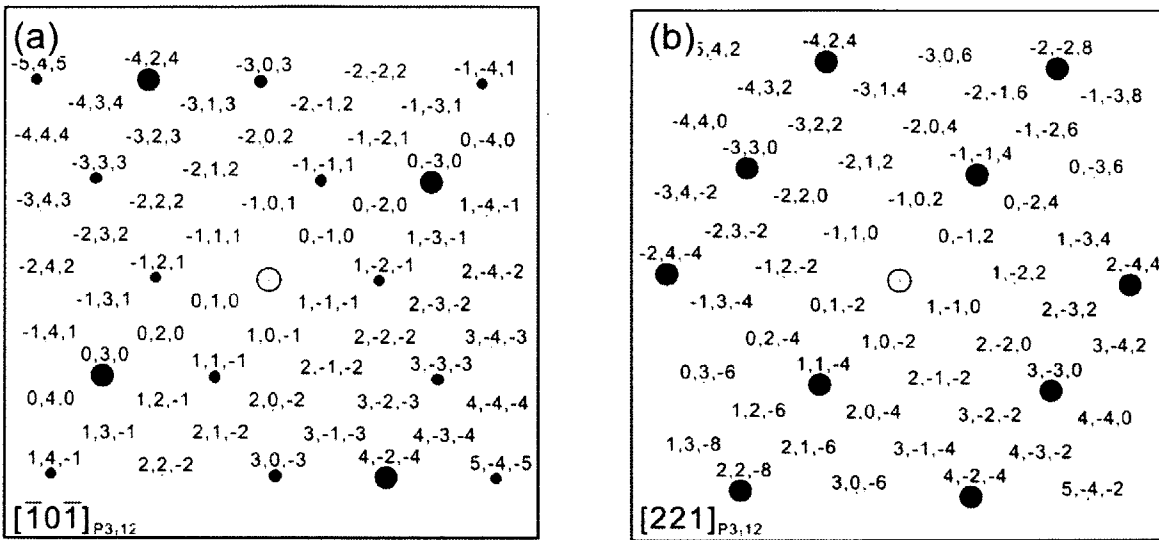 (a)
-5,4,5 -4,2,4 -3,0,3 -2,-2,2 -1,-4,1
-4,3,4 -3,1,3 -2,-1,2 -1,-3,1
-4,4,4 -3,2,3 -2,0,2 -1,-2,1 0,-4,0
-3,3,3 -2,1,2 -1,-1,1 0,-3,0
-3,4,3 -2,2,2 -1,0,1 0,-2,0 1,-4,-1
-2,3,2 -1,1,1 0,-1,0 1,-3,-1
-2,4,2 -1,2,1 1,-2,-1 2,-4,-2
-1,3,1 0,1,0 1,-1,-1 2,-3,-2
-1,4,1 0,2,0 1,0,-1 2,-2,-2 3,-4,-3
0,3,0 1,1,-1 2,-1,-2 3.-3,-3
0,4.0 1,2,-1 2,0,-2 3,-2,-3 4,-4,-4
1,3,-1 2,1,-2 3,-1,-3 4,-3,-4
1,4,-1 2,2,-2 3,0,-3 4,-2,-4 5,-4,-5
[1̄01̄]P3₁12
(b)
5,4,2 -4,2,4 -3,0,6 -2,-2.8
-4,3,2 -3,1,4 -2,-1,6 -1,-3,8
-4,4,0 -3,2,2 -2,0,4 -1,-2,6
-3,3,0 -2,1,2 -1,-1,4 0,-3,6
-3,4,-2 -2,2,0 -1,0,2 0,-2,4
-2,3,-2 -1,1,0 0,-1,2 1,-3,4
-2,4,-4 -1,2,-2 1,-2,2 2,-4,4
-1,3,-4 0,1,-2 1,-1,0 2,-3,2
0,2,-4 1,0,-2 2,-2,0 3,-4,2
0,3,-6 1,1,-4 2,-1,-2 3,-3,0
1,2,-6 2,0,-4 3,-2,-2 4,-4,0
1,3,-8 2,1,-6 3,-1,-4 4,-3,-2
2,2,-8 3,0,-6 4,-2,-4 5,-4,-2
[221]P3₁12